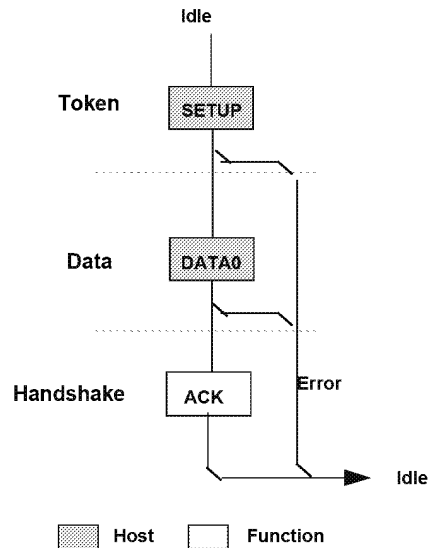 Idle
Token
SETUP
Data
DATA0
Handshake
ACK
Error
Idle
Host
Function